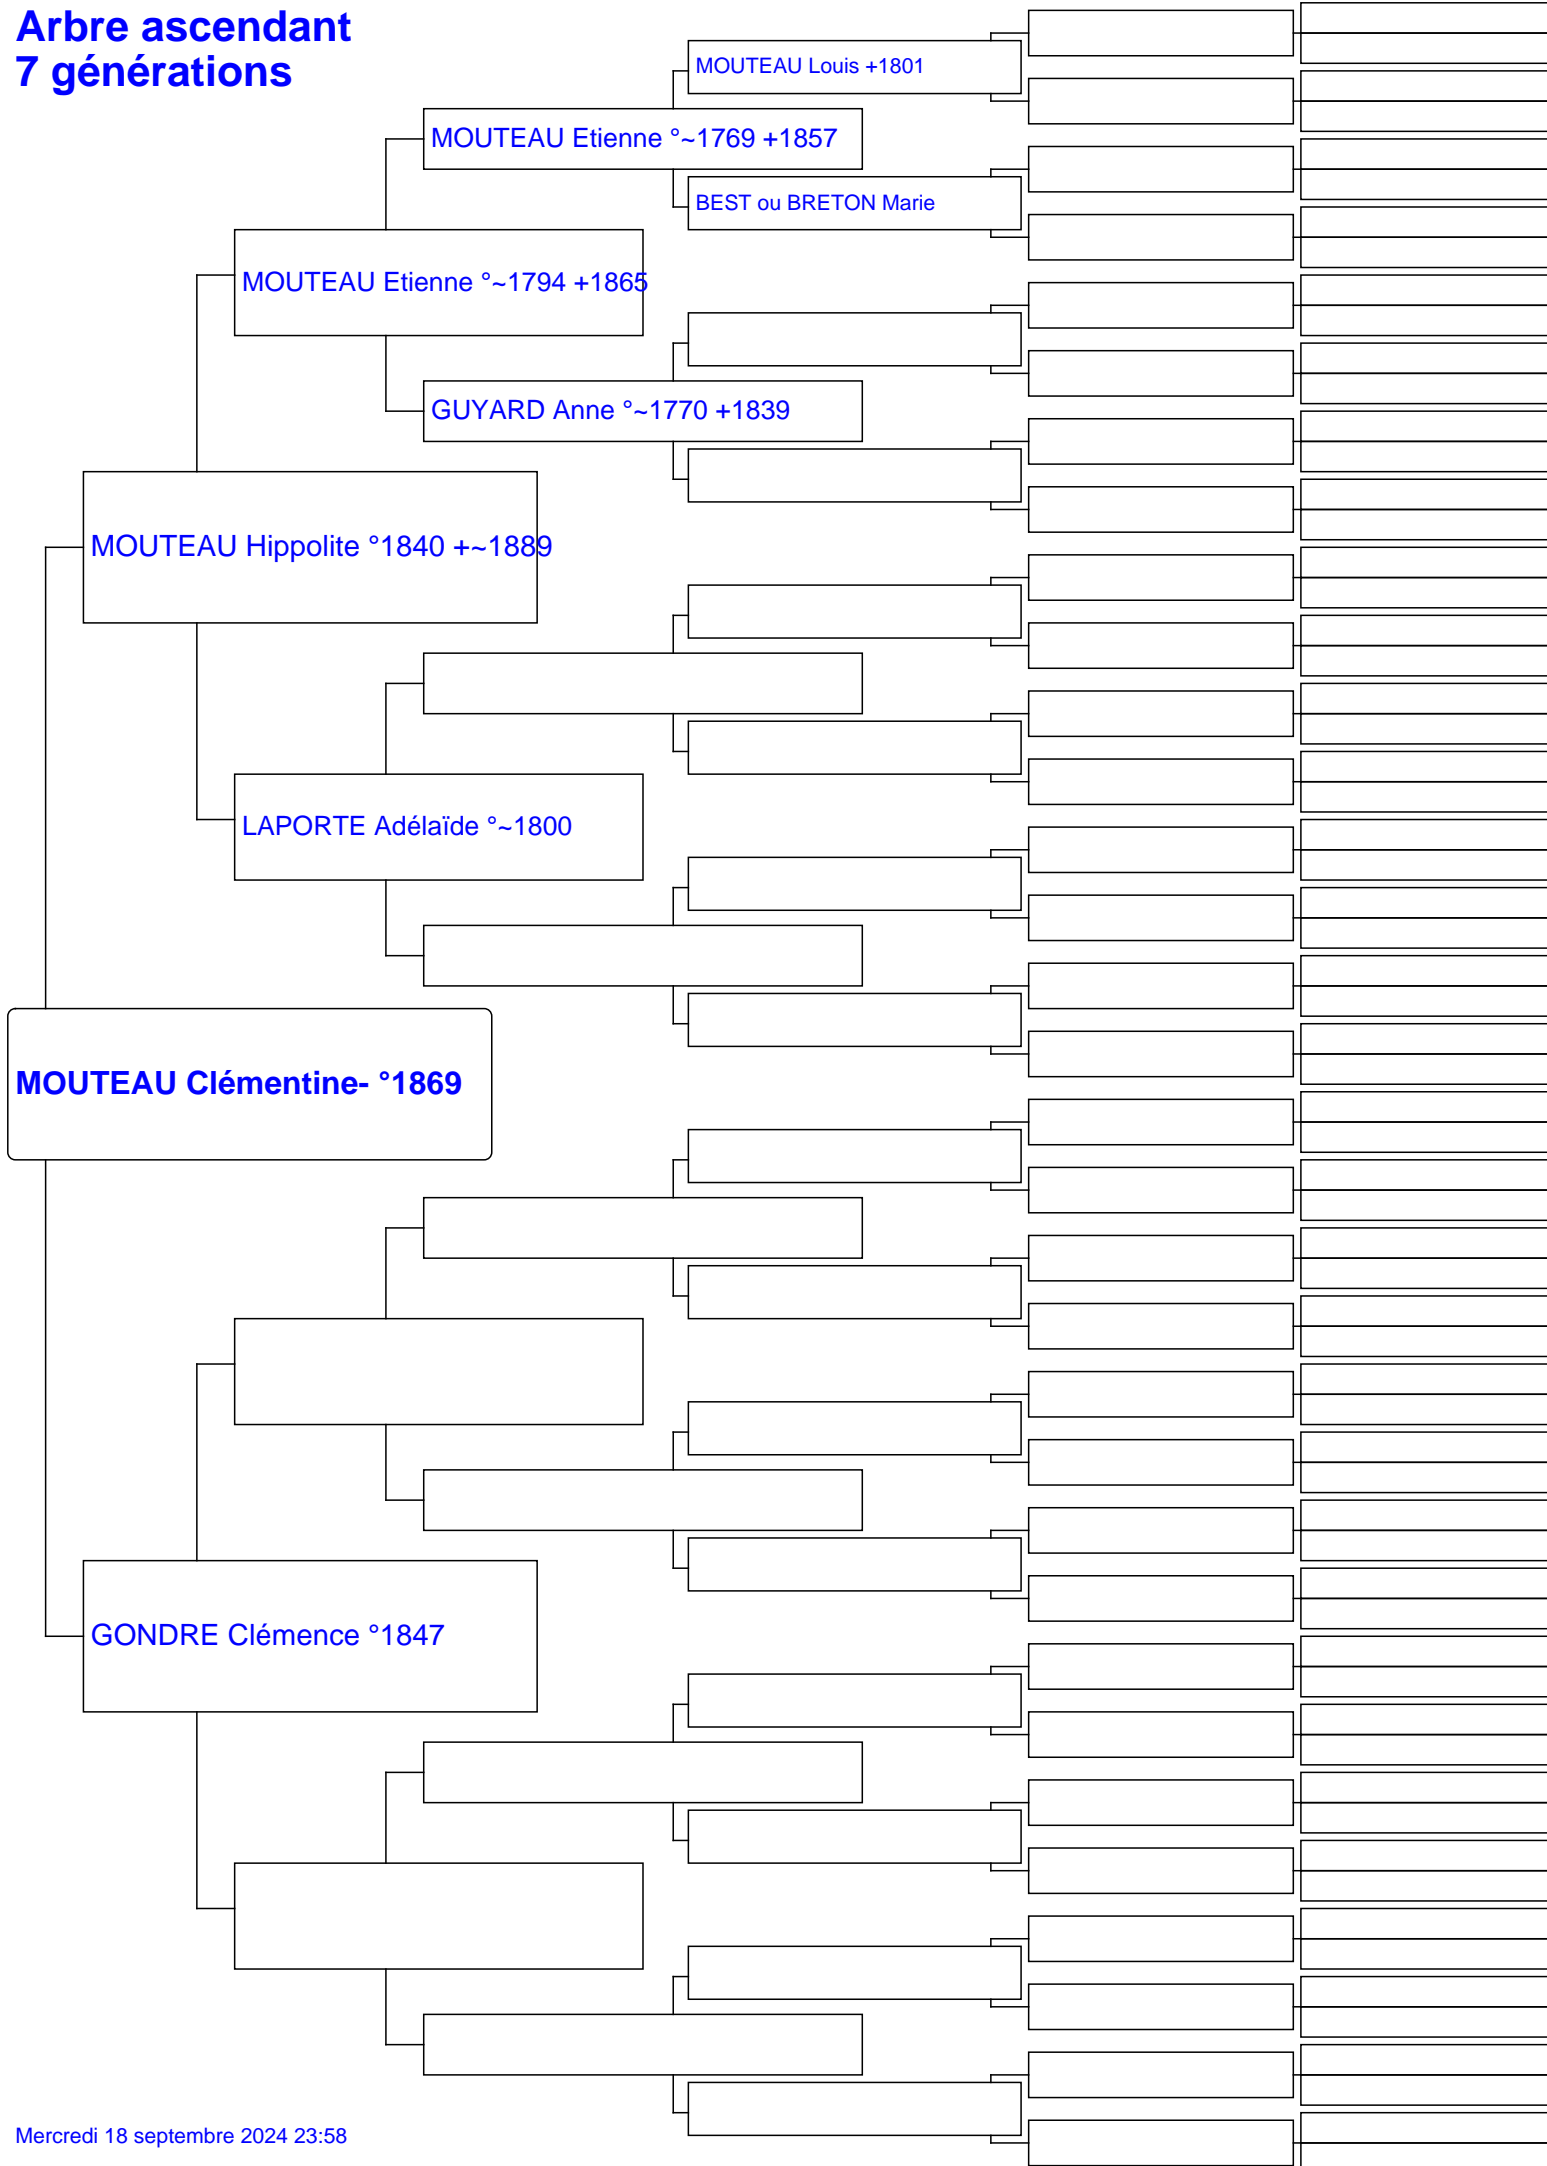 Arbre ascendant
7 générations
MOUTEAU Louis +1801
MOUTEAU Etienne °~1769 +1857
BEST ou BRETON Marie
MOUTEAU Etienne °~1794 +1865
GUYARD Anne °~1770 +1839
MOUTEAU Hippolite °1840 +~1889
LAPORTE Adélaïde °~1800
MOUTEAU Clémentine- °1869
GONDRE Clémence °1847
Mercredi 18 septembre 2024 23:58